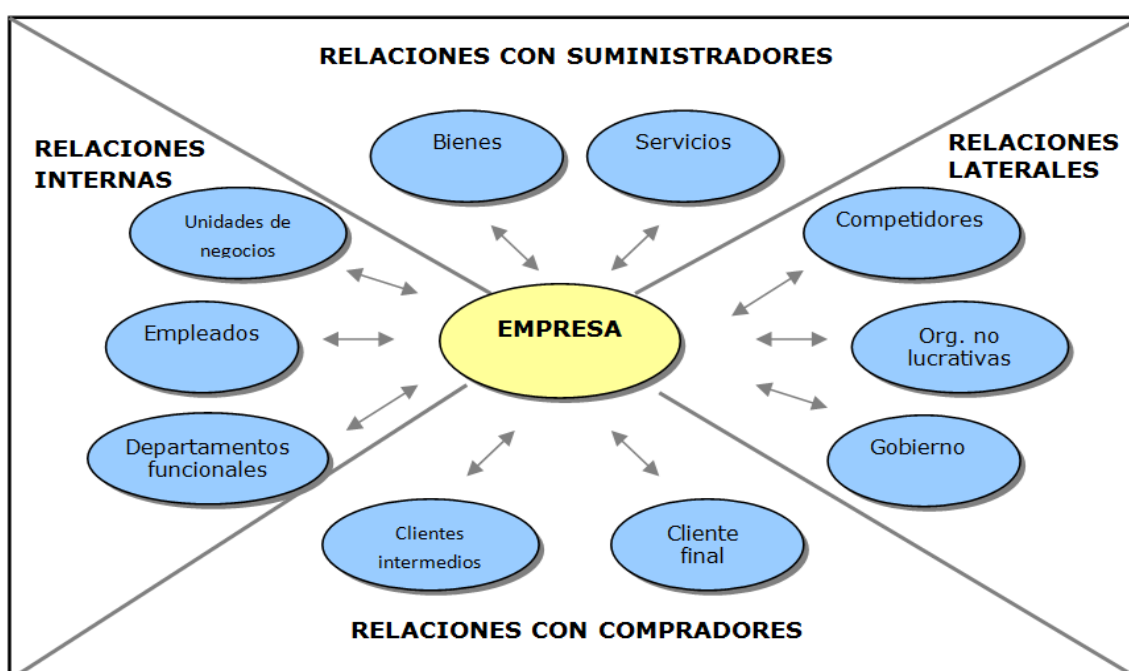 RELACIONES CON SUMINISTRADORES
RELACIONES
INTERNAS
Bienes
Servicios
RELACIONES
LATERALES
Unidades de
negocios
Competidores
Empleados
EMPRESA
Org. no
lucrativas
Departamentos
funcionales
Gobierno
Clientes
intermedios
Cliente
final
RELACIONES CON COMPRADORES